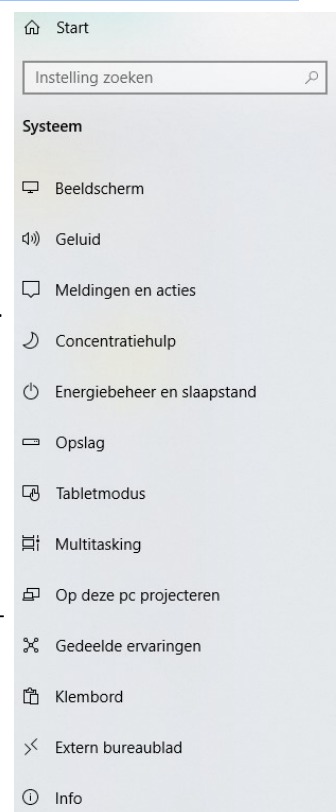 Start
Instelling zoeken
Systeem
Beeldscherm
Geluid
Meldingen en acties
Concentratiehulp
Energiebeheer en slaapstand
Opslag
Tabletmodus
Multitasking
Op deze pc projecteren
Gedeelde ervaringen
Klembord
Extern bureaublad
Info